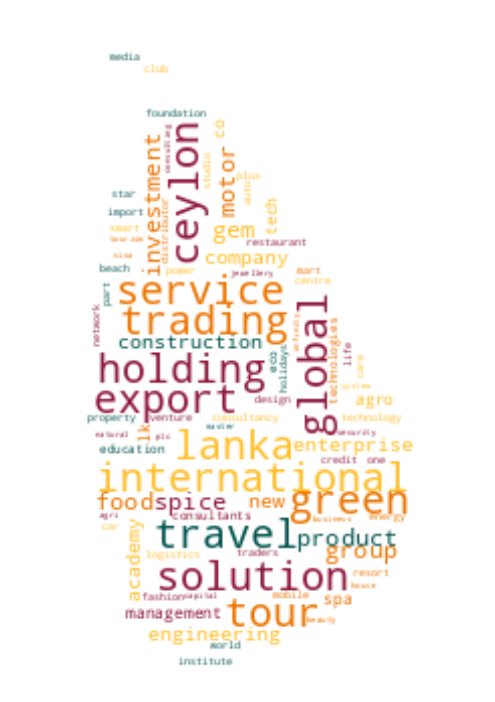 media
club
foundation
ceylon
consulting
co
investment
motor
studio
plus
auto
star
import
distributor
tech
smart
gem
tourism
restaurant
visa
company
beach
power
jewellery
mart
centre
part
service
global
network
trading
infinity
technologies
construction
life
eco
holidays
holding
care
system
export
design
agro
property
lk
venture
consultancy
technology
master
security
natural
plc
lanka
enterprise
education
credit one
international
food
spice
new
green
agri
consultants
business
energy
car
academy
travel
product
logistics
traders
group
solution
resort
house
fashion
capital
mobile
spa
management
tour
beauty
engineering
world
institute